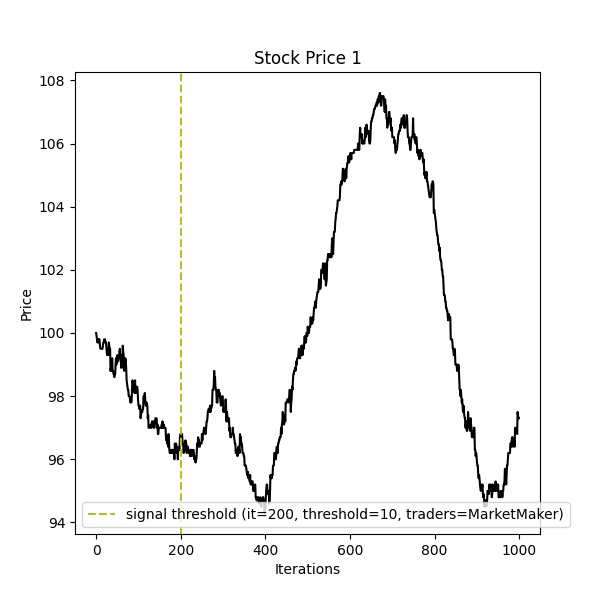 Stock Price 1
108
106
104
102
100
98
96
94
Price
signal threshold (it=200, threshold=10, traders=MarketMaker)
0 200 400 600 800 1000
Iterations